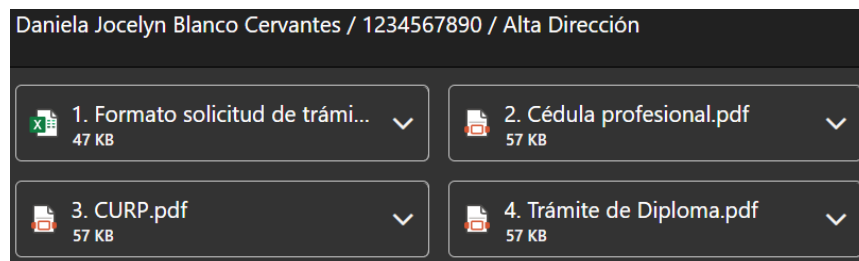 Daniela Jocelyn Blanco Cervantes / 1234567890 / Alta Dirección
1. Formato solicitud de trámi...
47 KB
2. Cédula profesional.pdf
57 KB
3. CURP.pdf
57 KB
4. Trámite de Diploma.pdf
57 KB